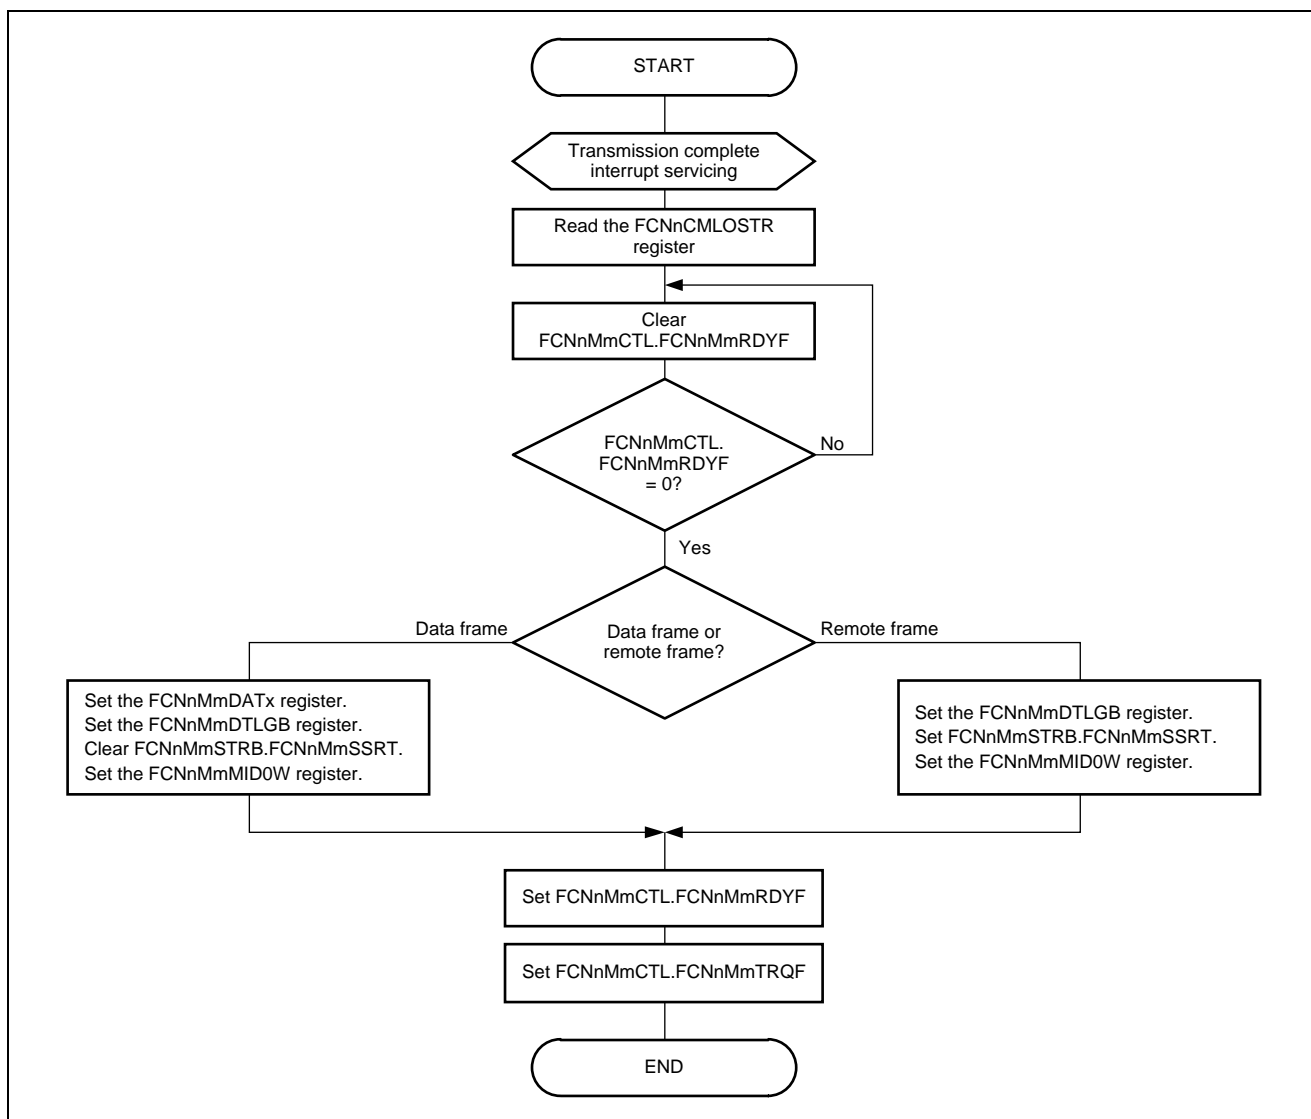 START
Transmission complete
interrupt servicing
Read the FCNnCMLOSTR
register
Clear
FCNnMmCTL.FCNnMmRDYF
FCNnMmCTL.
FCNnMmRDYF
= 0?
No
Yes
Data frame
Data frame or
remote frame?
Remote frame
Set the FCNnMmDATx register.
Set the FCNnMmDTLGB register.
Clear FCNnMmSTRB.FCNnMmSSRT.
Set the FCNnMmMID0W register.
Set the FCNnMmDTLGB register.
Set FCNnMmSTRB.FCNnMmSSRT.
Set the FCNnMmMID0W register.
Set FCNnMmCTL.FCNnMmRDYF
Set FCNnMmCTL.FCNnMmTRQF
END